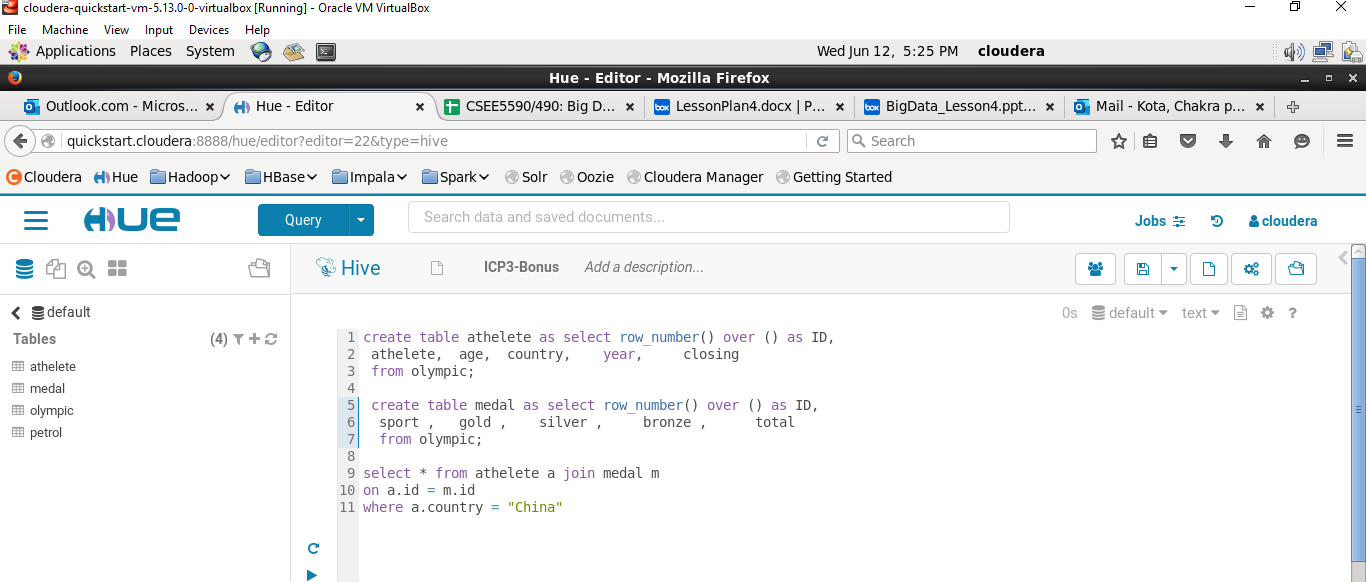 cloudera-quickstart-vm-5.13.0-0-virtualbox [Running] - Oracle VM VirtualBox
File Machine View Input Devices Help
Applications Places System Wed Jun 12, 5:25 PM cloudera
Hue - Editor - Mozilla Firefox
Outlook.com - Micros... Hue - Editor CSEE5590/490: Big D... LessonPlan4.docx | P... BigData_Lesson4.ppt... Mail - Kota, Chakra p...
quickstart.cloudera:8888/hue/editor?editor=22&type=hive Search
Cloudera Hue Hadoop HBase Impala Spark Solr Oozie Cloudera Manager Getting Started
HUE Query Search data and saved documents... Jobs cloudera
Hive ICP3-Bonus Add a description...
default 0s default text ?
Tables (4)
athelete
medal
olympic
petrol
1 create table athelete as select row_number() over () as ID,
2 athelete, age, country, year, closing
3 from olympic;
4
5 create table medal as select row_number() over () as ID,
6 sport , gold , silver , bronze , total
7 from olympic;
8
9 select * from athelete a join medal m
10 on a.id = m.id
11 where a.country = "China"